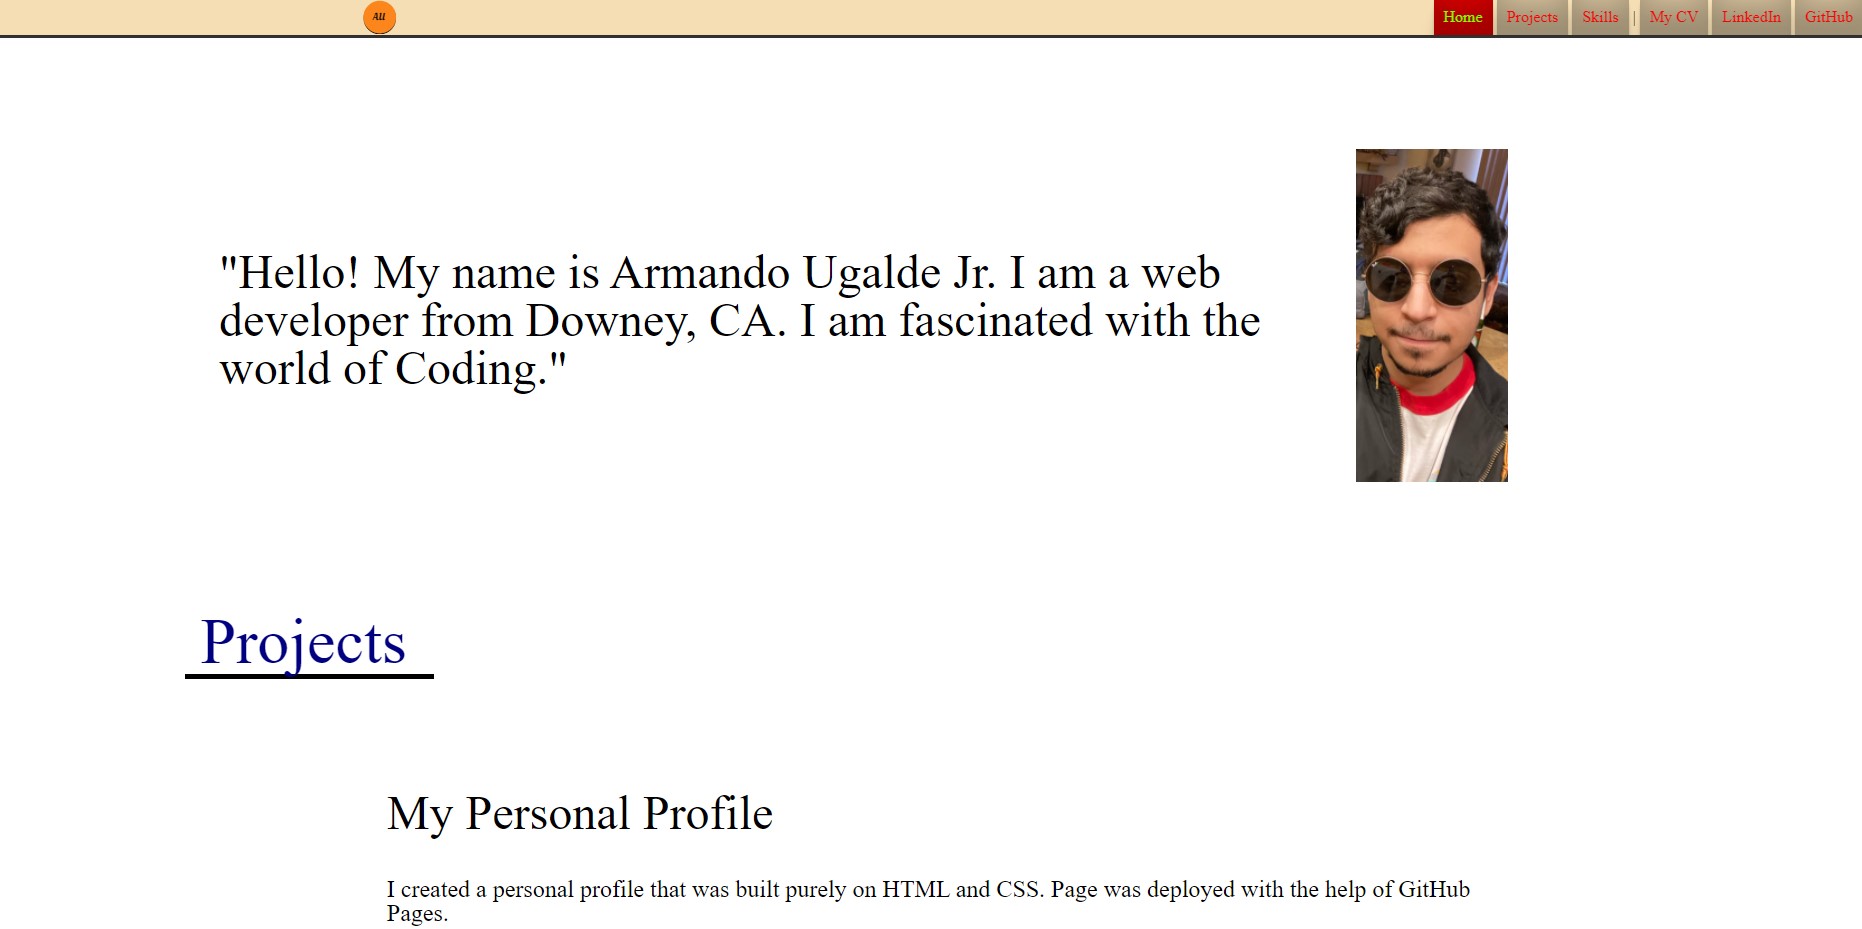 AU
Home Projects Skills | My CV LinkedIn GitHub
"Hello! My name is Armando Ugalde Jr. I am a web
developer from Downey, CA. I am fascinated with the
world of Coding."
Projects
My Personal Profile
I created a personal profile that was built purely on HTML and CSS. Page was deployed with the help of GitHub
Pages.